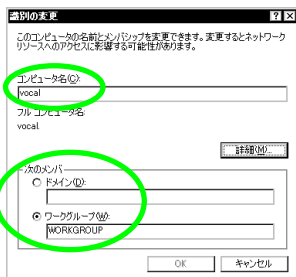 識別の変更
このコンピュータの名前とメンバシップを変更できます。変更するとネットワーク
リソースへのアクセスに影響する可能性があります。
コンピュータ名(C):
vocal
フル コンピュータ名:
vocal.
詳細(M)...
次のメンバ
ドメイン(D):
ワークグループ(W):
WORKGROUP
OK
キャンセル